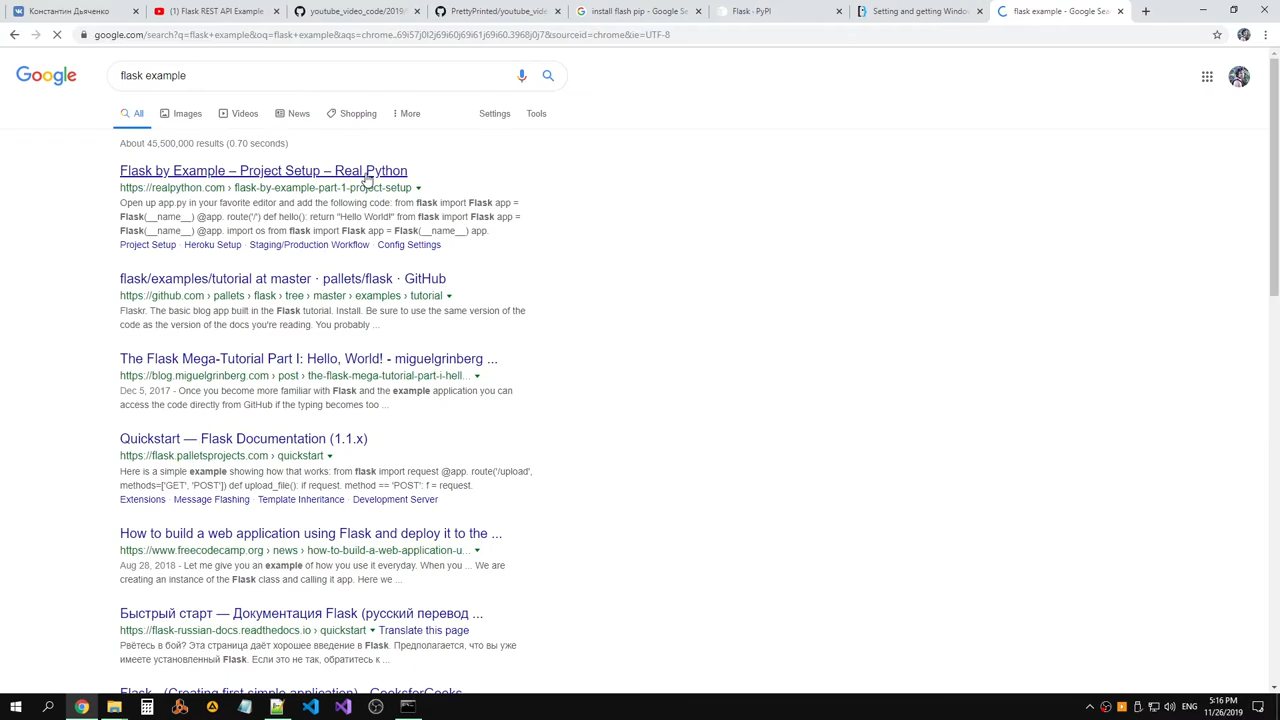 Константин Дьячко
Flask REST API Example
youtube_code/2019/
PrettyPrinted/youtube_vide
install flash pip - Google Se
Flask · PyPI
Setting and getting Window
flask example - Google Se
google.com/search?q=flask+example&oq=flask+example&aqs=chrome..69i57j0l2j69i60j69i61j69i60.3968j0j7&sourceid=chrome&ie=UTF-8
Google
flask example
All
Images
Videos
News
Shopping
More
Settings
Tools
About 45,500,000 results (0.70 seconds)
Flask by Example – Project Setup – Real Python
https://realpython.com › flask-by-example-part-1-project-setup
Open up app.py in your favorite editor and add the following code: from flask import Flask app =
Flask(__name__) @app. route('/') def hello(): return "Hello World!" from flask import Flask app =
Flask(__name__) @app. import os from flask import Flask app = Flask(__name__) app.
Project Setup · Heroku Setup · Staging/Production Workflow · Config Settings
flask/examples/tutorial at master · pallets/flask · GitHub
https://github.com › pallets › flask › tree › master › examples › tutorial
Flaskr. The basic blog app built in the Flask tutorial. Install. Be sure to use the same version of the
code as the version of the docs you're reading. You probably ...
The Flask Mega-Tutorial Part I: Hello, World! - miguelgrinberg ...
https://blog.miguelgrinberg.com › post › the-flask-mega-tutorial-part-i-hell...
Dec 5, 2017 - Once you become more familiar with Flask and the example application you can
access the code directly from GitHub if the typing becomes too ...
Quickstart — Flask Documentation (1.1.x)
https://flask.palletsprojects.com › quickstart
Here is a simple example showing how that works: from flask import request @app. route('/upload',
methods=['GET', 'POST']) def upload_file(): if request. method == 'POST': f = request.
Extensions · Message Flashing · Template Inheritance · Development Server
How to build a web application using Flask and deploy it to the ...
https://www.freecodecamp.org › news › how-to-build-a-web-application-u...
Aug 28, 2018 - Let me give you an example of how you use it everyday. When you ... We are
creating an instance of the Flask class and calling it app. Here we ...
Быстрый старт — Документация Flask (русский перевод ...
https://flask-russian-docs.readthedocs.io › quickstart Translate this page
Рвётесь в бой? Эта страница даёт хорошее введение в Flask. Предполагается, что вы уже
имеете установленный Flask. Если это не так, обратитесь к ...
Flask - (Creating first simple application) - GeeksforGeeks
ENG
5:16 PM
11/26/2019